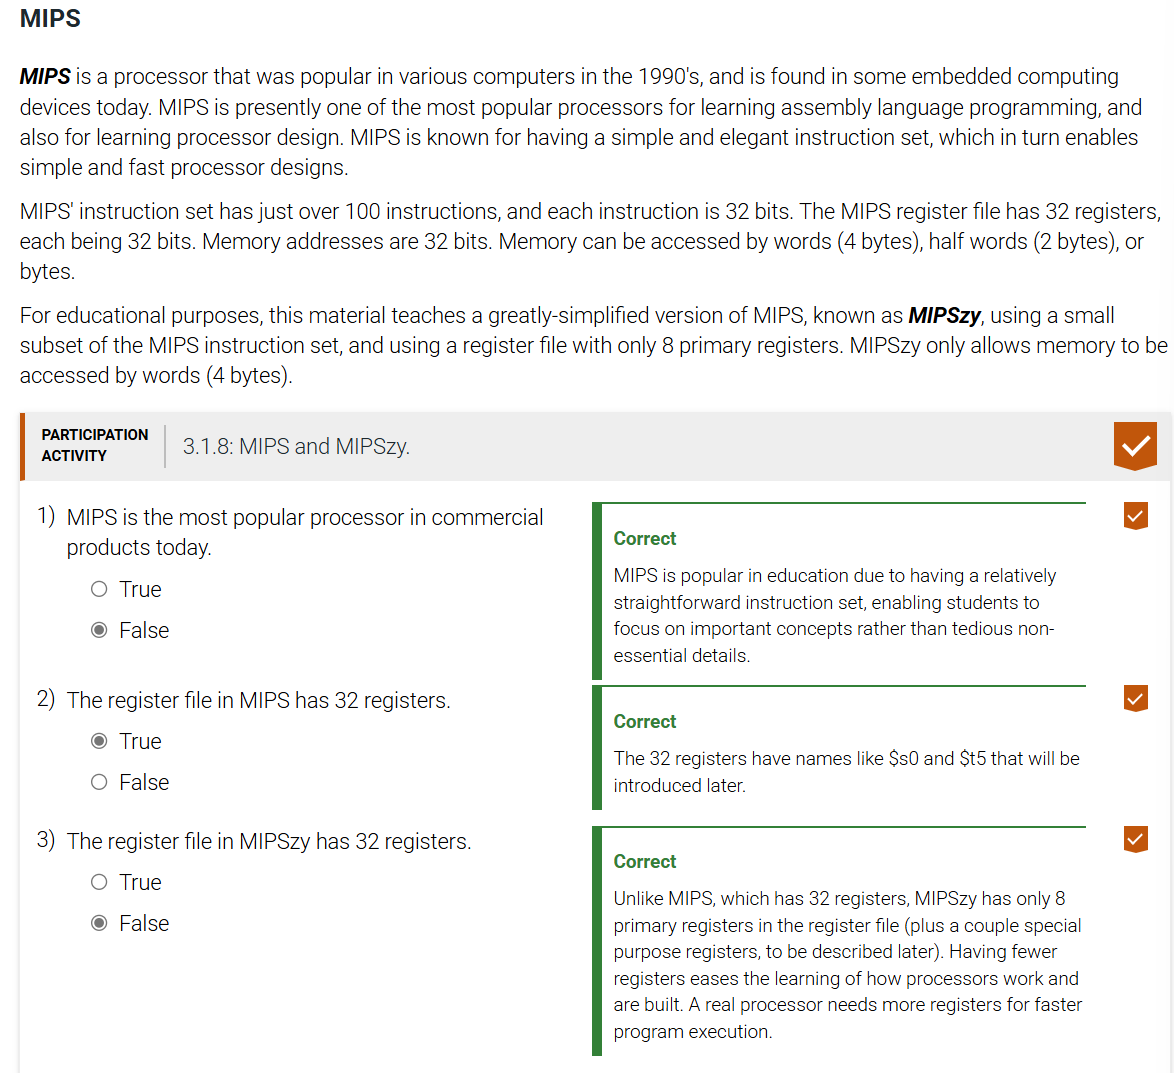 MIPS
MIPS is a processor that was popular in various computers in the 1990's, and is found in some embedded computing
devices today. MIPS is presently one of the most popular processors for learning assembly language programming, and
also for learning processor design. MIPS is known for having a simple and elegant instruction set, which in turn enables
simple and fast processor designs.
MIPS' instruction set has just over 100 instructions, and each instruction is 32 bits. The MIPS register file has 32 registers,
each being 32 bits. Memory addresses are 32 bits. Memory can be accessed by words (4 bytes), half words (2 bytes), or
bytes.
For educational purposes, this material teaches a greatly-simplified version of MIPS, known as MIPSzy, using a small
subset of the MIPS instruction set, and using a register file with only 8 primary registers. MIPSzy only allows memory to be
accessed by words (4 bytes).
PARTICIPATION
ACTIVITY
3.1.8: MIPS and MIPSzy.
1) MIPS is the most popular processor in commercial
products today.
True
False
Correct
MIPS is popular in education due to having a relatively
straightforward instruction set, enabling students to
focus on important concepts rather than tedious non-
essential details.
2) The register file in MIPS has 32 registers.
True
False
Correct
The 32 registers have names like $s0 and $t5 that will be
introduced later.
3) The register file in MIPSzy has 32 registers.
True
False
Correct
Unlike MIPS, which has 32 registers, MIPSzy has only 8
primary registers in the register file (plus a couple special
purpose registers, to be described later). Having fewer
registers eases the learning of how processors work and
are built. A real processor needs more registers for faster
program execution.